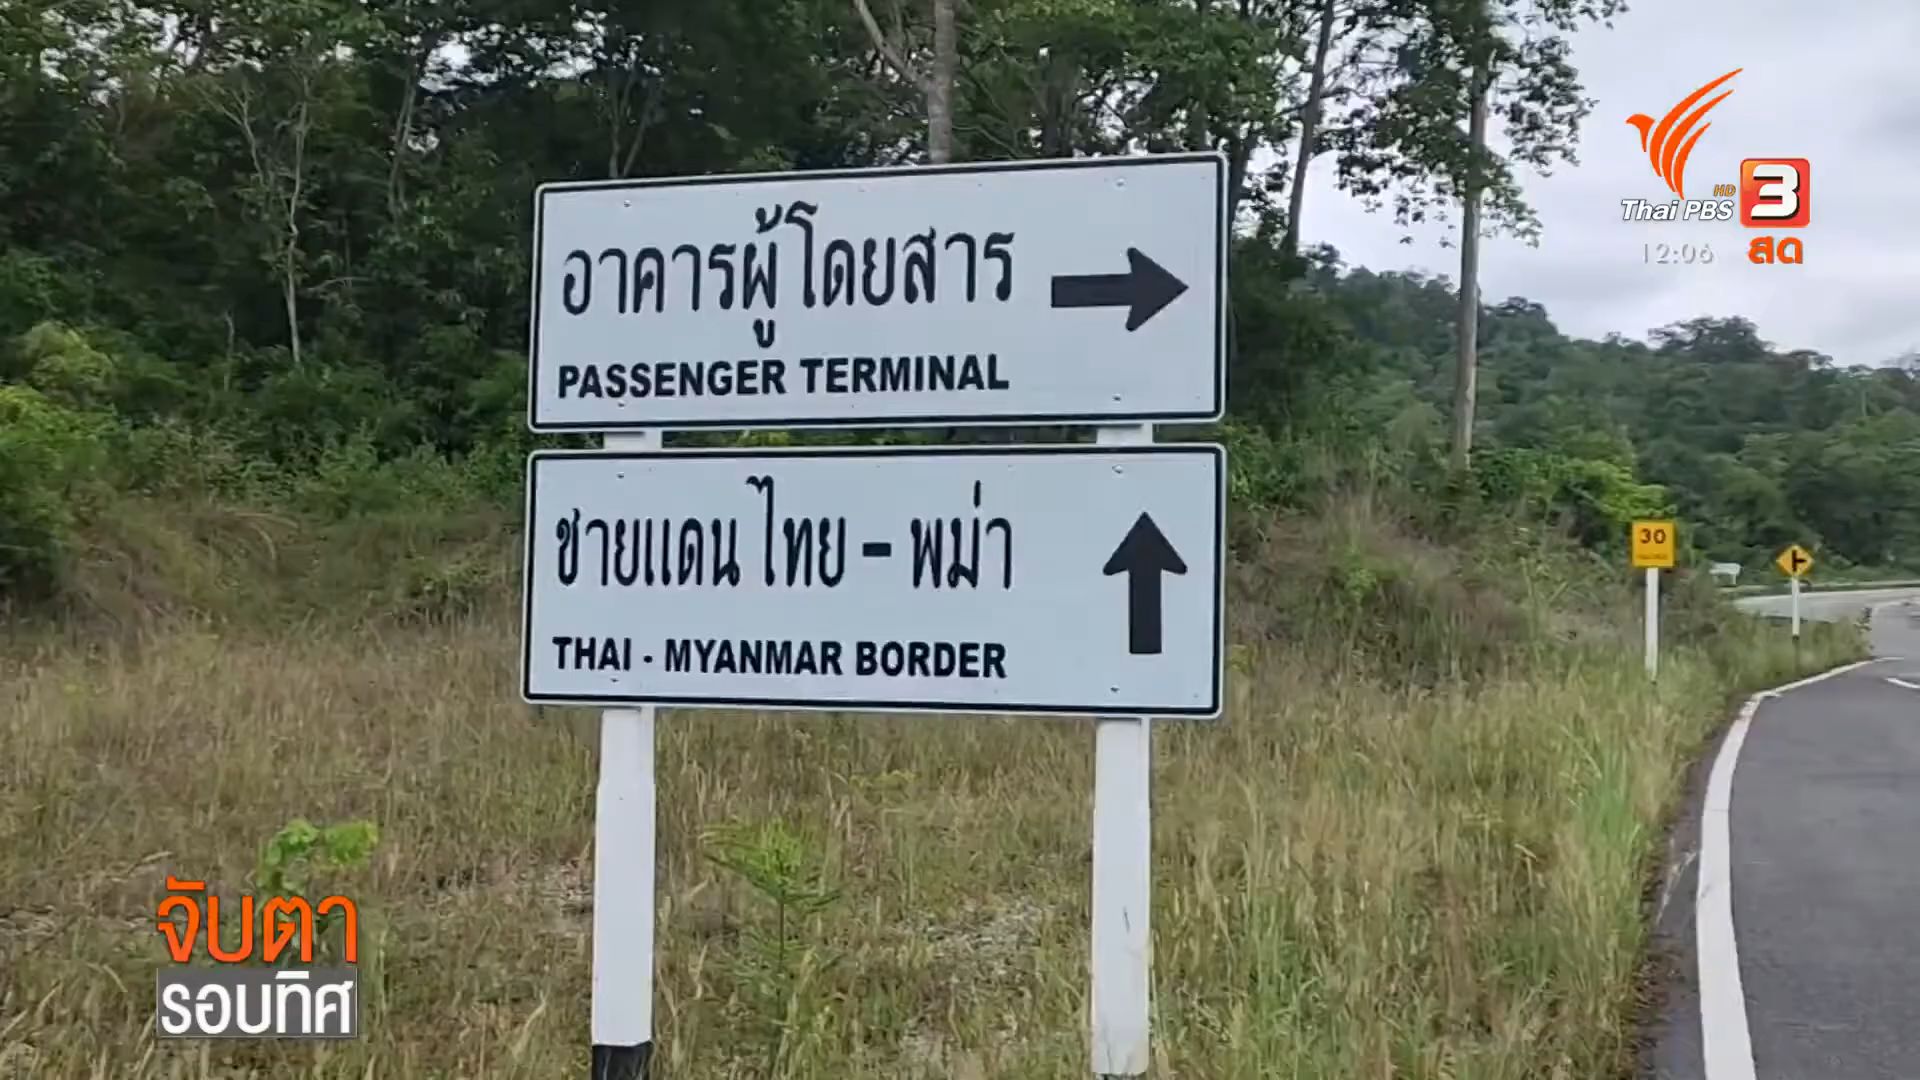 อาคารผู้โดยสาร
PASSENGER TERMINAL
ชายแดน ไทย - พม่า
THAI - MYANMAR BORDER
30
HD
Thai PBS 3
12:06 สด
จับตา
รอบทิศ